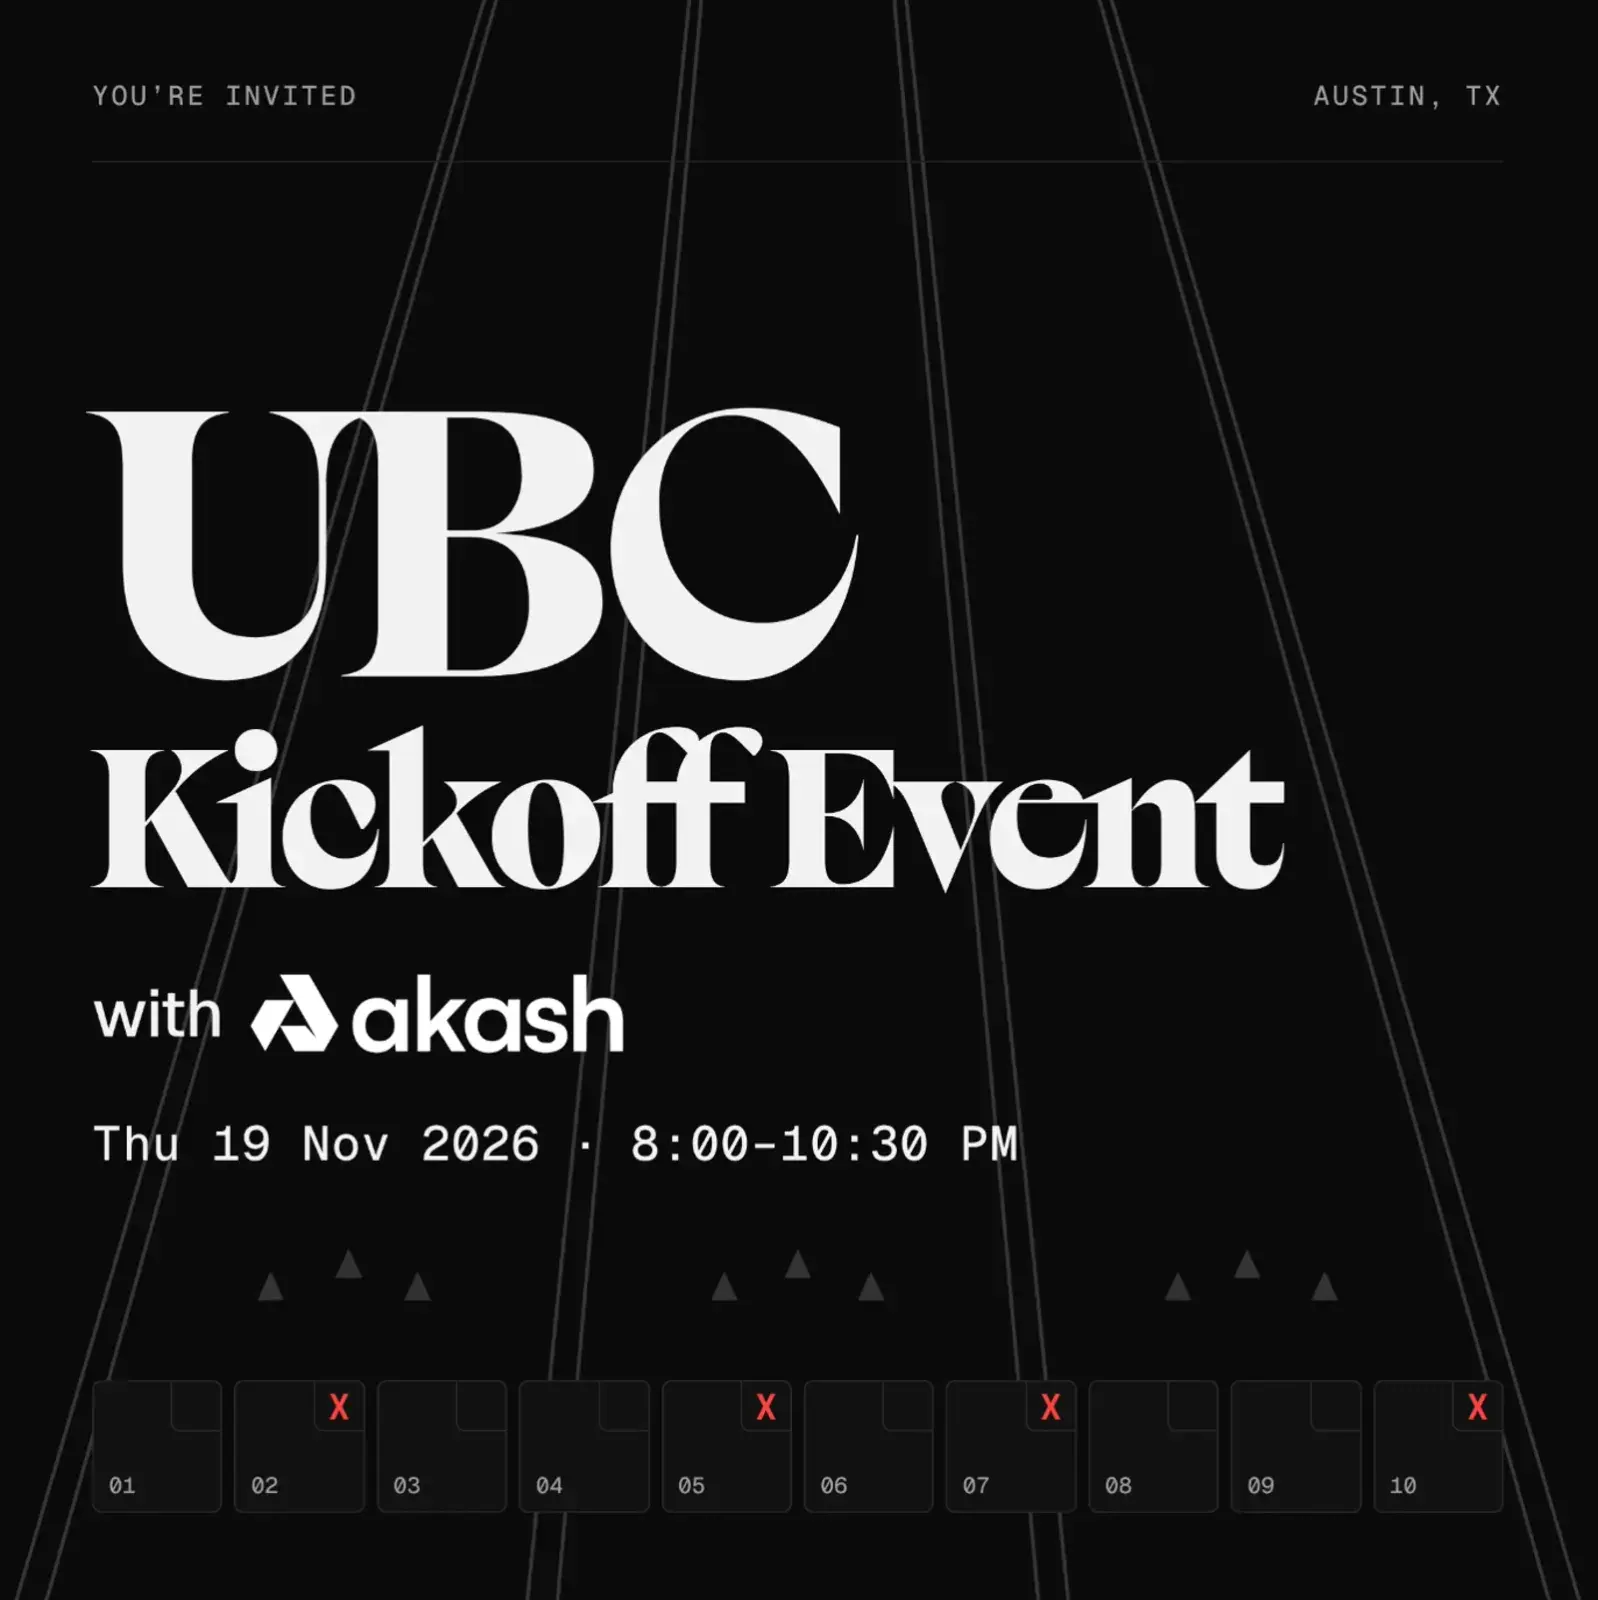 YOU'RE INVITED
AUSTIN, TX
UBC
Kickoff Event
with akash
Thu 19 Nov 2026 · 8:00–10:30 PM
X X X X
01 02 03 04 05 06 07 08 09 10